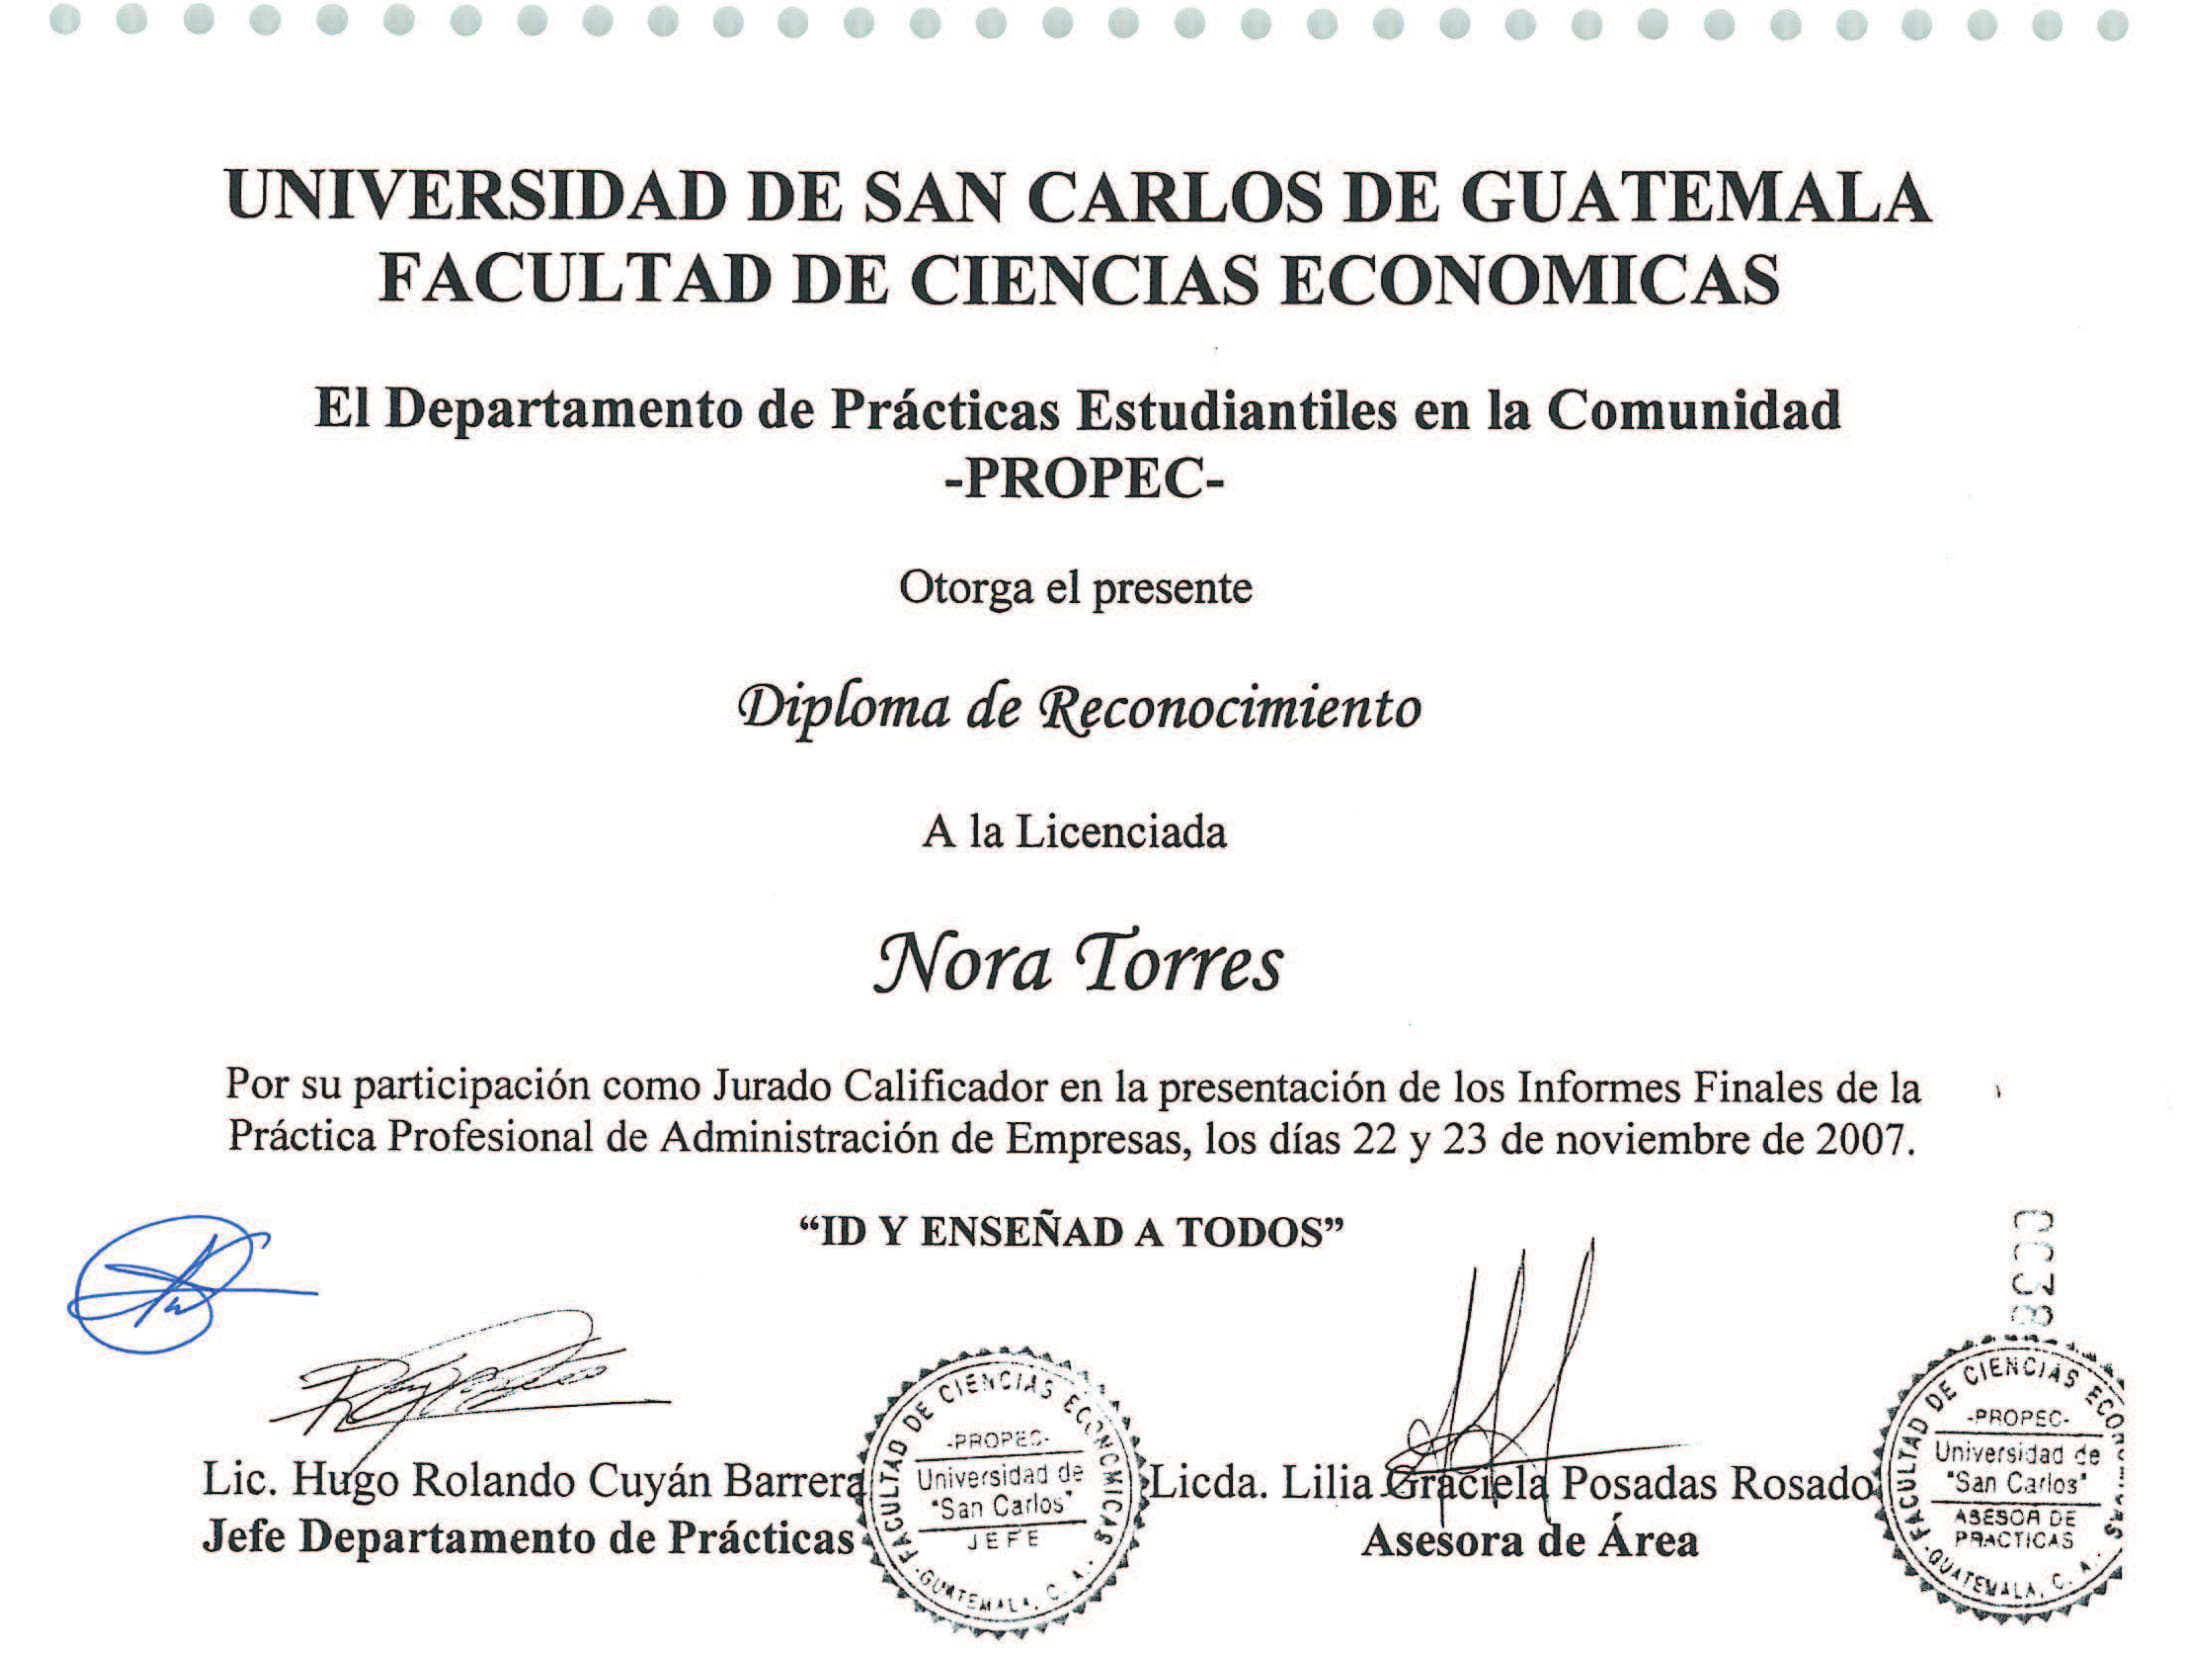 UNIVERSIDAD DE SAN CARLOS DE GUATEMALA
FACULTAD DE CIENCIAS ECONOMICAS
El Departamento de Prácticas Estudiantiles en la Comunidad
-PROPEC-
Otorga el presente
Diploma de Reconocimiento
A la Licenciada
Nora Torres
Por su participación como Jurado Calificador en la presentación de los Informes Finales de la
Práctica Profesional de Administración de Empresas, los días 22 y 23 de noviembre de 2007.
“ID Y ENSEÑAD A TODOS”
Lic. Hugo Rolando Cuyán Barrera
Jefe Departamento de Prácticas
FACULTAD DE CIENCIAS ECONOMICAS
-PROPEC-
Universidad de
"San Carlos"
JEFE
GUATEMALA, C. A.
Licda. Lilia Graciela Posadas Rosado
Asesora de Área
FACULTAD DE CIENCIAS ECONOMICAS
-PROPEC-
Universidad de
"San Carlos"
ASESOR DE
PRACTICAS
GUATEMALA, C. A.